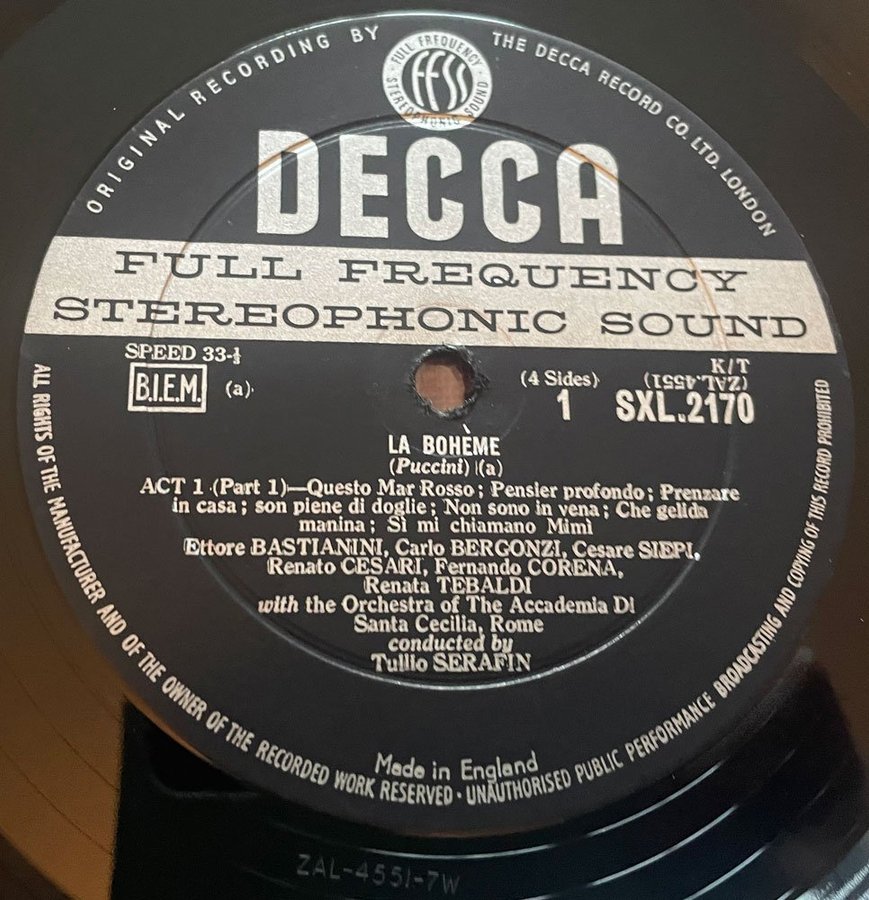 ORIGINAL RECORDING BY
THE DECCA RECORD CO. LTD. LONDON
FULL FREQUENCY
ffss
STEREOPHONIC SOUND
DECCA
FULL FREQUENCY
STEREOPHONIC SOUND
SPEED 33-⅓
B.I.E.M. (a)
K/T
(ZAL.4551)
(4 Sides)
1 SXL.2170
LA BOHÈME
(Puccini) (a)
ACT 1 (Part 1)—Questo Mar Rosso; Pensier profondo; Prenzare
in casa; son piene di doglie; Non sono in vena; Che gelida
manina; Sì mi chiamano Mimì
Ettore BASTIANINI, Carlo BERGONZI, Cesare SIEPI,
Renato CESARI, Fernando CORENA,
Renata TEBALDI
with the Orchestra of The Accademia Di
Santa Cecilia, Rome
conducted by
Tullio SERAFIN
Made in England
ALL RIGHTS OF THE MANUFACTURER AND OF THE OWNER OF THE RECORDED WORK RESERVED · UNAUTHORISED PUBLIC PERFORMANCE BROADCASTING AND COPYING OF THIS RECORD PROHIBITED
ZAL-4551-7W